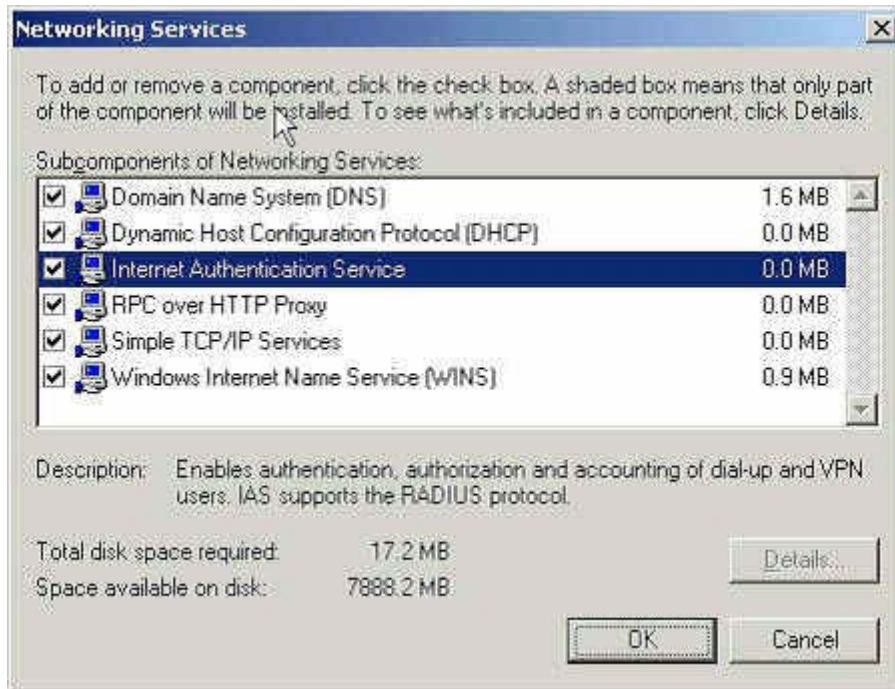 Networking Services
To add or remove a component, click the check box. A shaded box means that only part
of the component will be installed. To see what's included in a component, click Details.
Subcomponents of Networking Services:
Domain Name System (DNS) 1.6 MB
Dynamic Host Configuration Protocol (DHCP) 0.0 MB
Internet Authentication Service 0.0 MB
RPC over HTTP Proxy 0.0 MB
Simple TCP/IP Services 0.0 MB
Windows Internet Name Service (WINS) 0.9 MB
Description: Enables authentication, authorization and accounting of dial-up and VPN
users. IAS supports the RADIUS protocol.
Total disk space required: 17.2 MB
Space available on disk: 7888.2 MB
Details...
OK Cancel